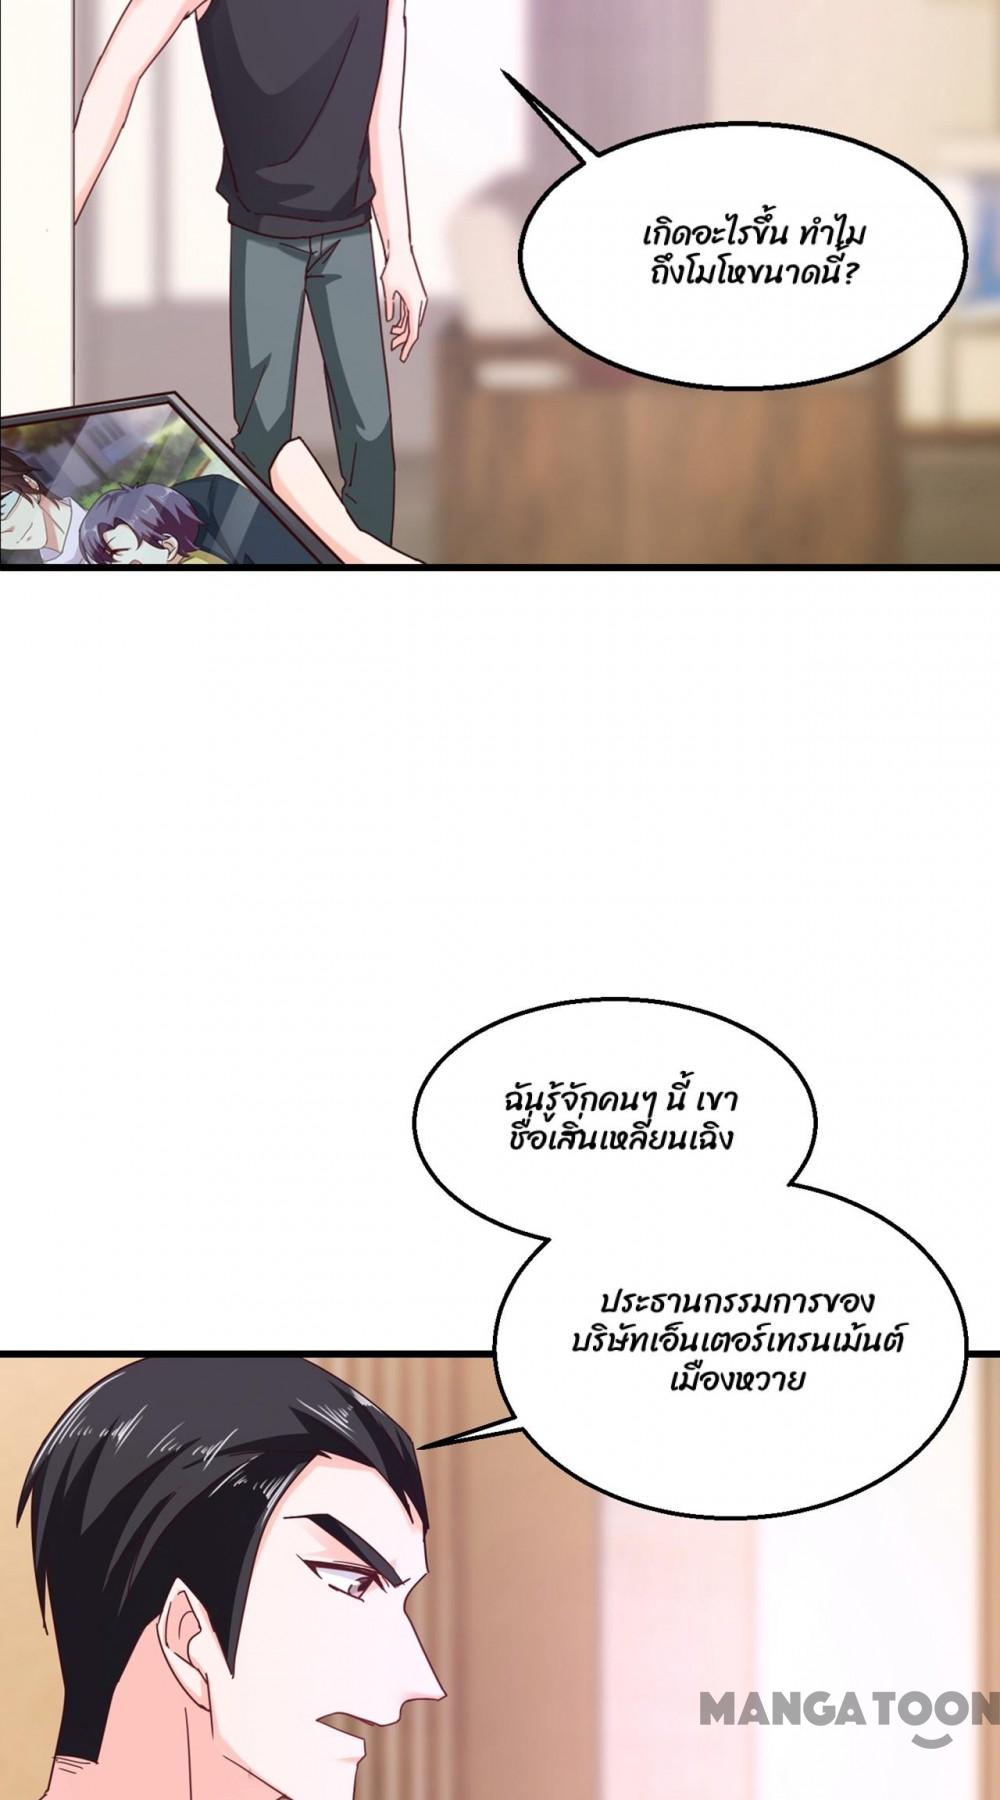 เกิดอะไรขึ้น ทำไม
ถึงโมโหขนาดนี้?
ฉันรู้จักคนๆ นี้ เขา
ชื่อเสิ่นเหลียนเฉิง
ประธานกรรมการของ
บริษัทเอ็นเตอร์เทรนเม้นต์
เมืองหวาย
MANGATOON